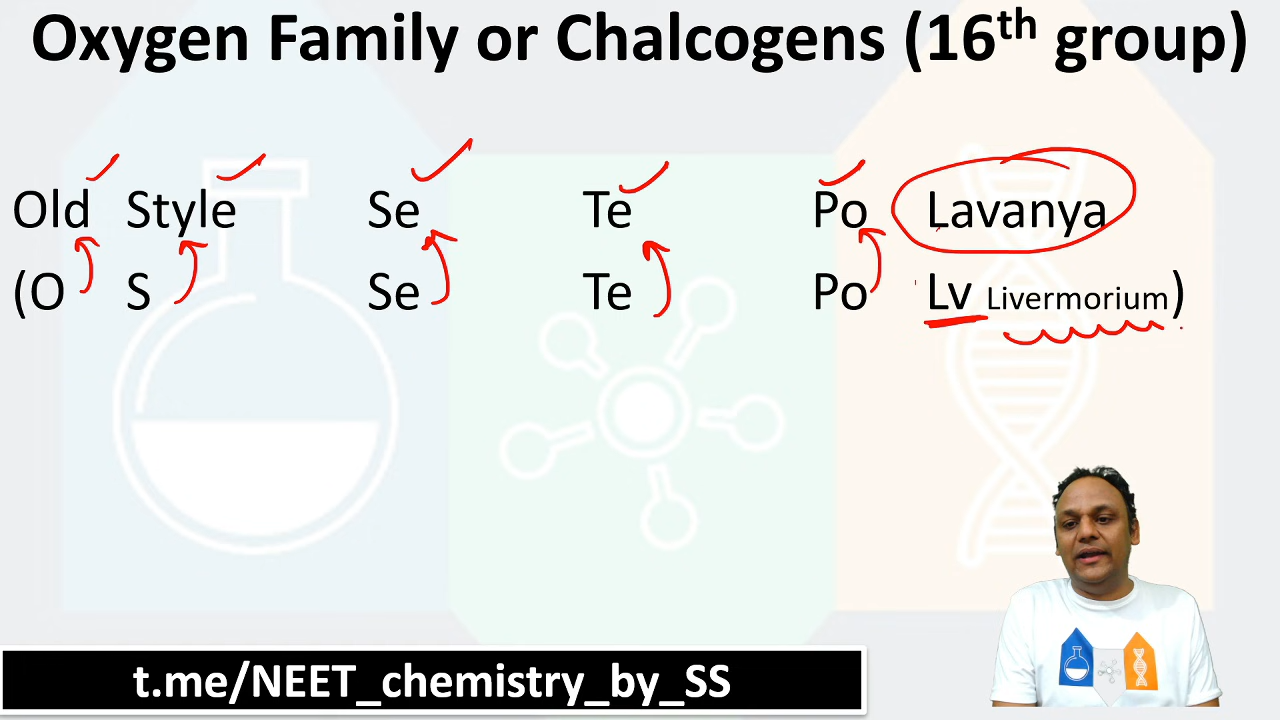 Oxygen Family or Chalcogens (16th group)
Old Style Se Te Po Lavanya
(O S Se Te Po Lv Livermorium)
t.me/NEET_chemistry_by_SS